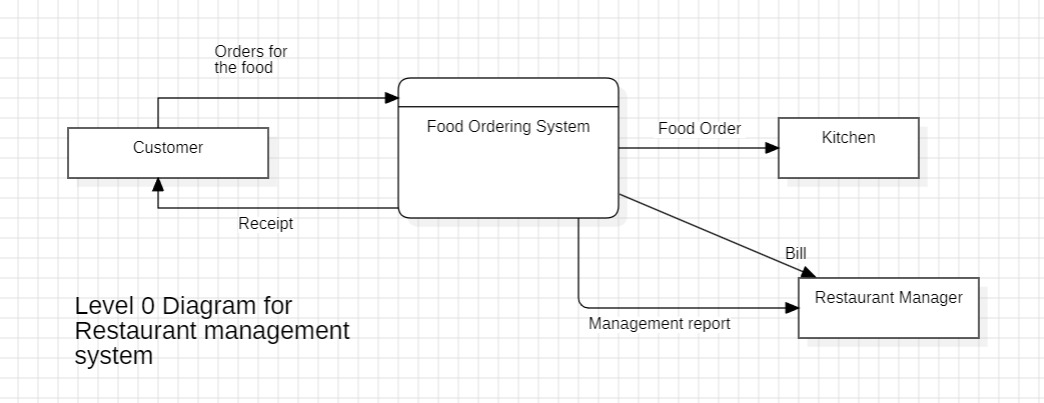 Orders for
the food
Food Ordering System
Food Order
Kitchen
Customer
Receipt
Bill
Restaurant Manager
Management report
Level 0 Diagram for
Restaurant management
system